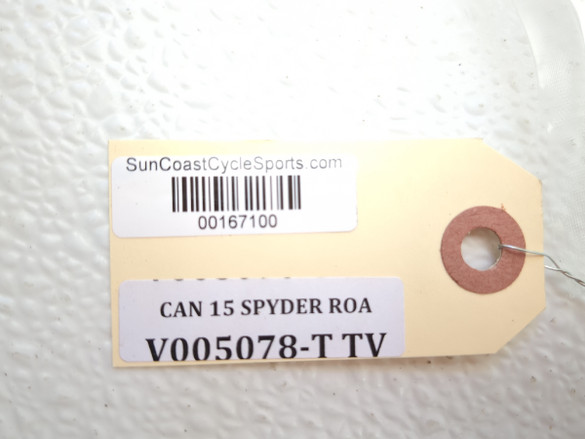 SunCoastCycleSports.com
00167100
CAN 15 SPYDER ROA
V005078-T TV